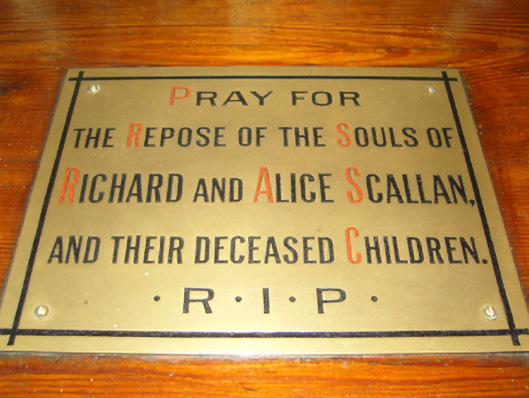 PRAY FOR
THE REPOSE OF THE SOULS OF
RICHARD AND ALICE SCALLAN,
AND THEIR DECEASED CHILDREN.
· R · I · P ·